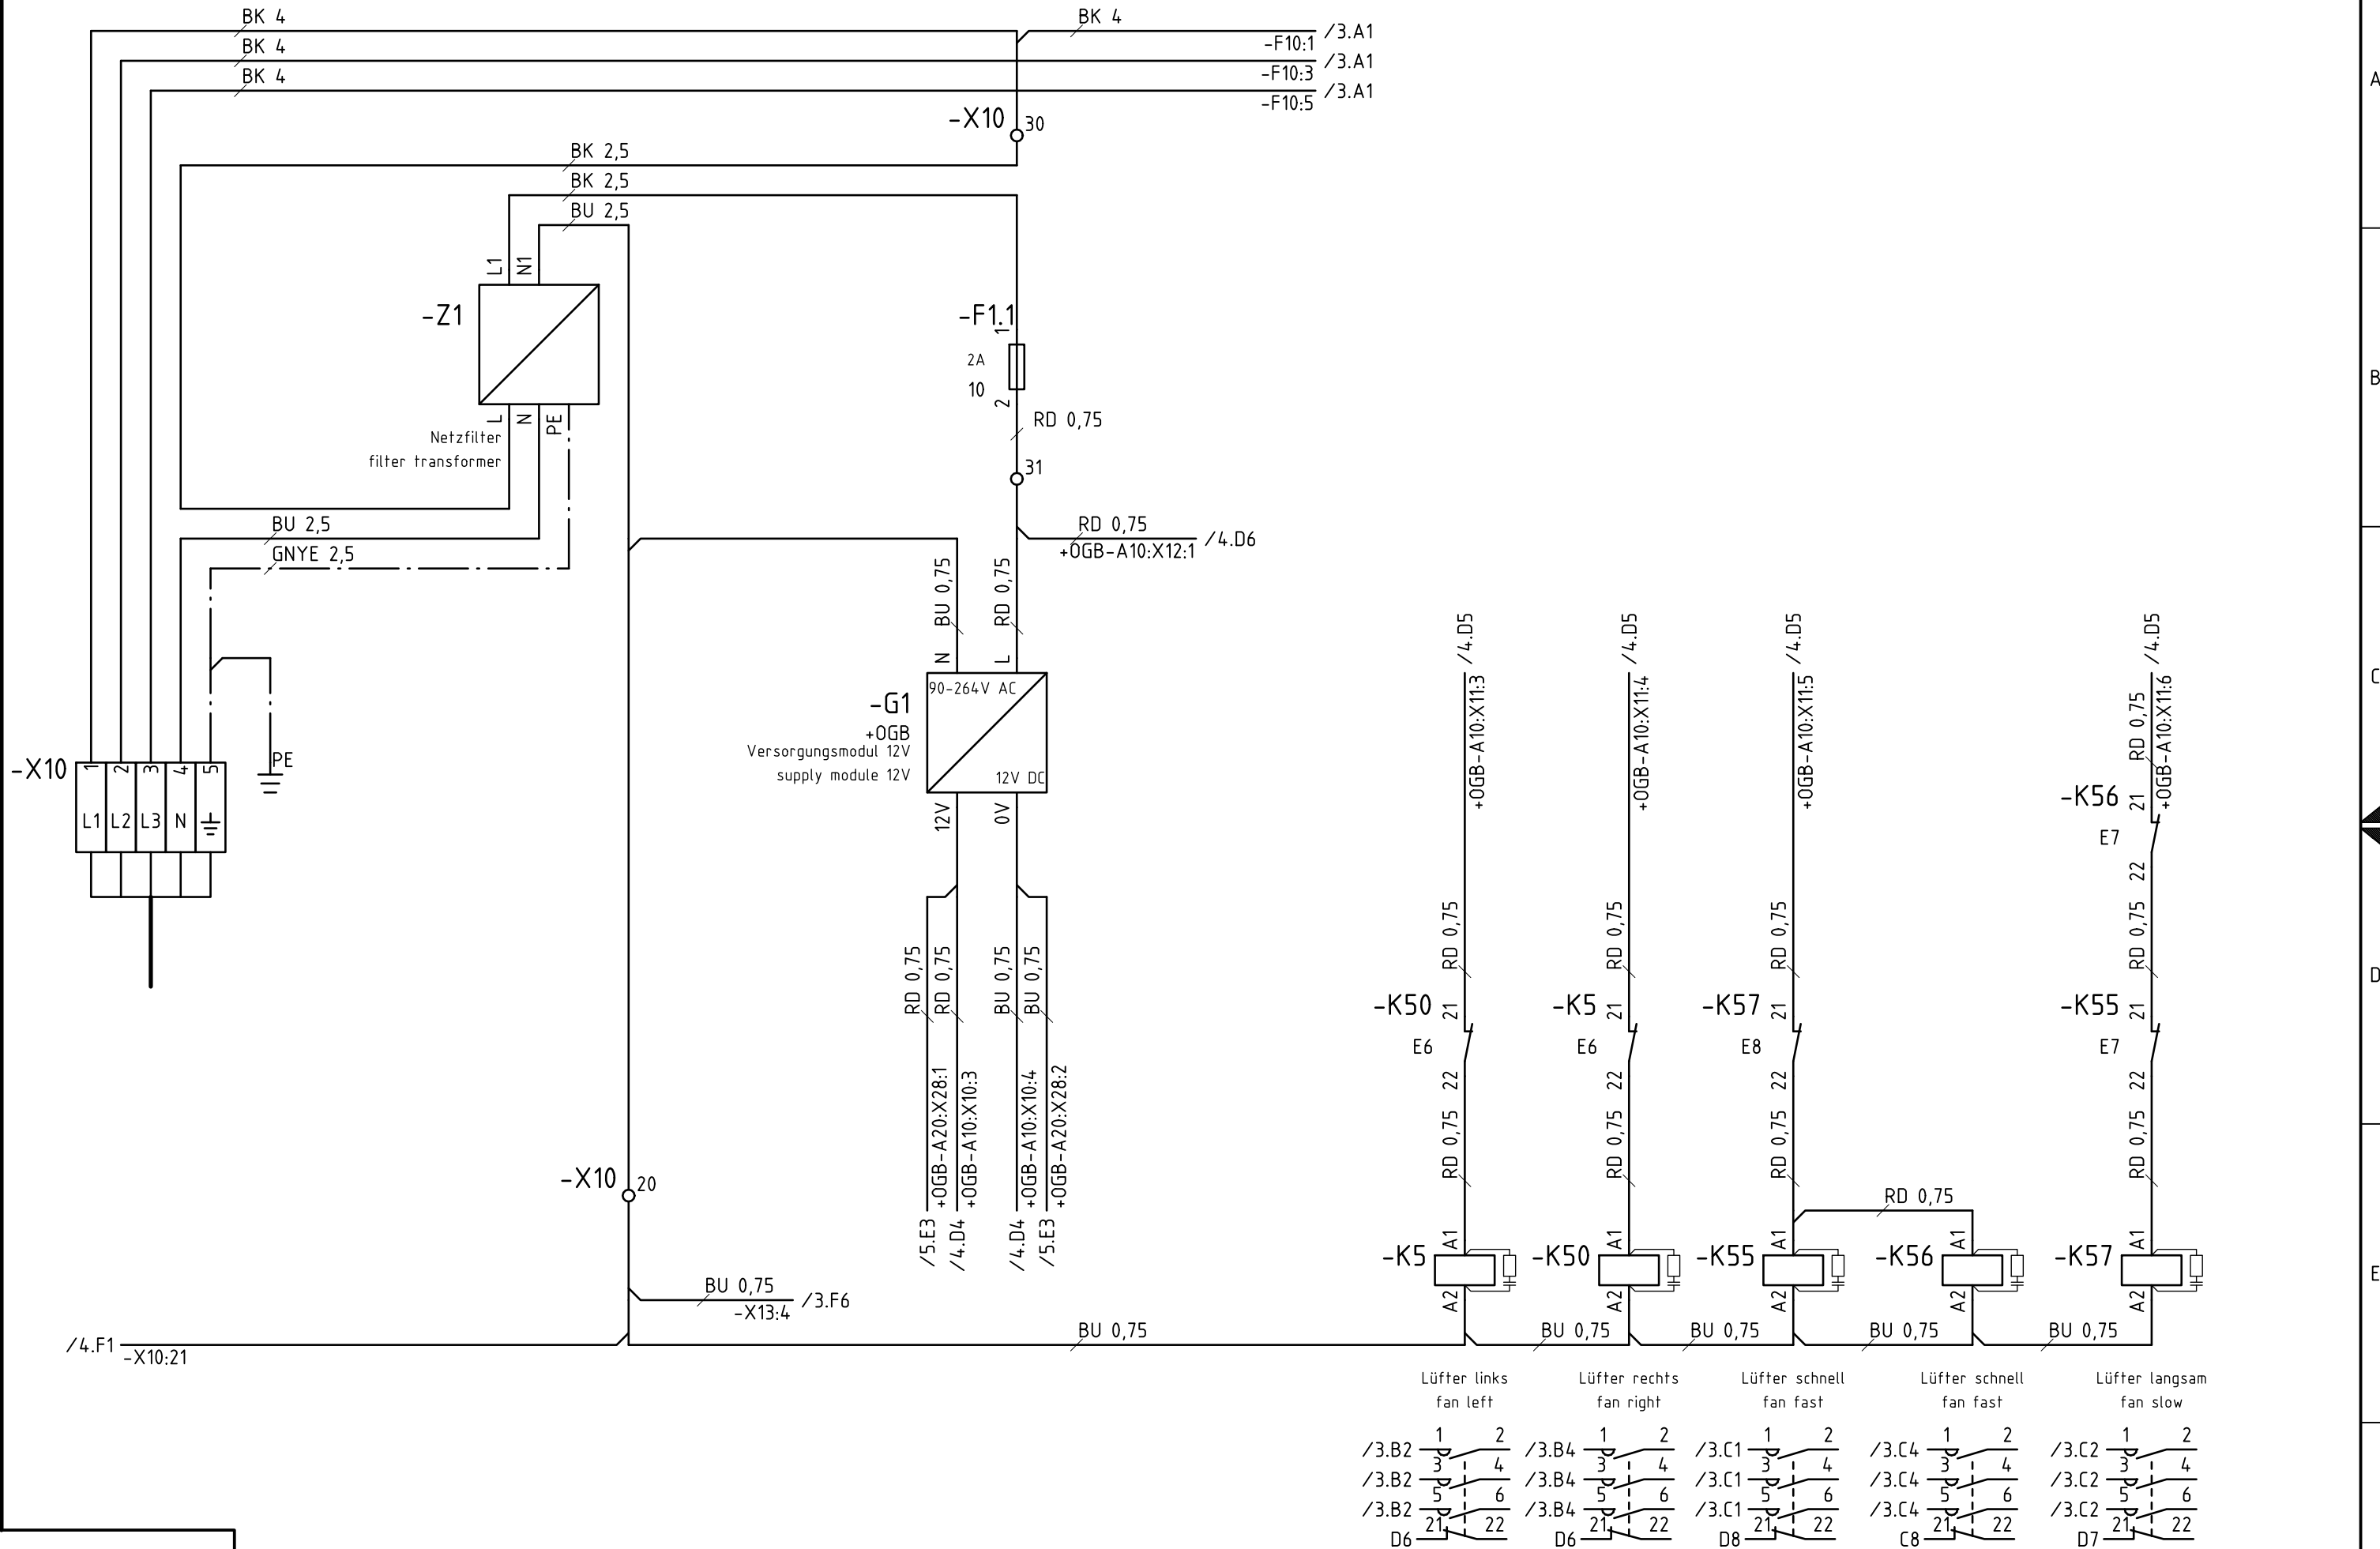 BK 4
BK 4
/3.A1
-F10:1
BK 4
/3.A1
-F10:3
BK 4
/3.A1
-F10:5
A
-X10
30
BK 2,5
BK 2,5
BU 2,5
L1
N1
-Z1
L
N
PE
Netzfilter
filter transformer
-F1.1
1
2A
10
2
B
RD 0,75
31
BU 2,5
GNYE 2,5
RD 0,75
/4.D6
+OGB-A10:X12:1
BU 0,75
RD 0,75
N
L
90-264V AC
-G1
+OGB
Versorgungsmodul 12V
supply module 12V
12V DC
12V
0V
PE
-X10
1
2
3
4
5
L1
L2
L3
N
RD 0,75
RD 0,75
BU 0,75
BU 0,75
+OGB-A20:X28:1
+OGB-A10:X10:3
+OGB-A10:X10:4
+OGB-A20:X28:2
/5.E3
/4.D4
/4.D4
/5.E3
/4.D5
/4.D5
/4.D5
/4.D5
C
+OGB-A10:X11:3
+OGB-A10:X11:4
+OGB-A10:X11:5
RD 0,75
+OGB-A10:X11:6
-K56
21
E7
22
RD 0,75
RD 0,75
RD 0,75
RD 0,75
D
-K50
21
-K5
21
-K57
21
-K55
21
E6
E6
E8
E7
22
22
22
22
RD 0,75
RD 0,75
RD 0,75
RD 0,75
-X10
20
RD 0,75
A1
A1
A1
A1
A1
-K5
-K50
-K55
-K56
-K57
E
A2
A2
A2
A2
A2
BU 0,75
/3.F6
-X13:4
/4.F1
-X10:21
BU 0,75
BU 0,75
BU 0,75
BU 0,75
BU 0,75
Lüfter links
fan left
Lüfter rechts
fan right
Lüfter schnell
fan fast
Lüfter schnell
fan fast
Lüfter langsam
fan slow
/3.B2 1 2
/3.B2 3 4
/3.B2 5 6
D6 21 22
/3.B4 1 2
/3.B4 3 4
/3.B4 5 6
D6 21 22
/3.C1 1 2
/3.C1 3 4
/3.C1 5 6
D8 21 22
/3.C4 1 2
/3.C4 3 4
/3.C4 5 6
C8 21 22
/3.C2 1 2
/3.C2 3 4
/3.C2 5 6
D7 21 22